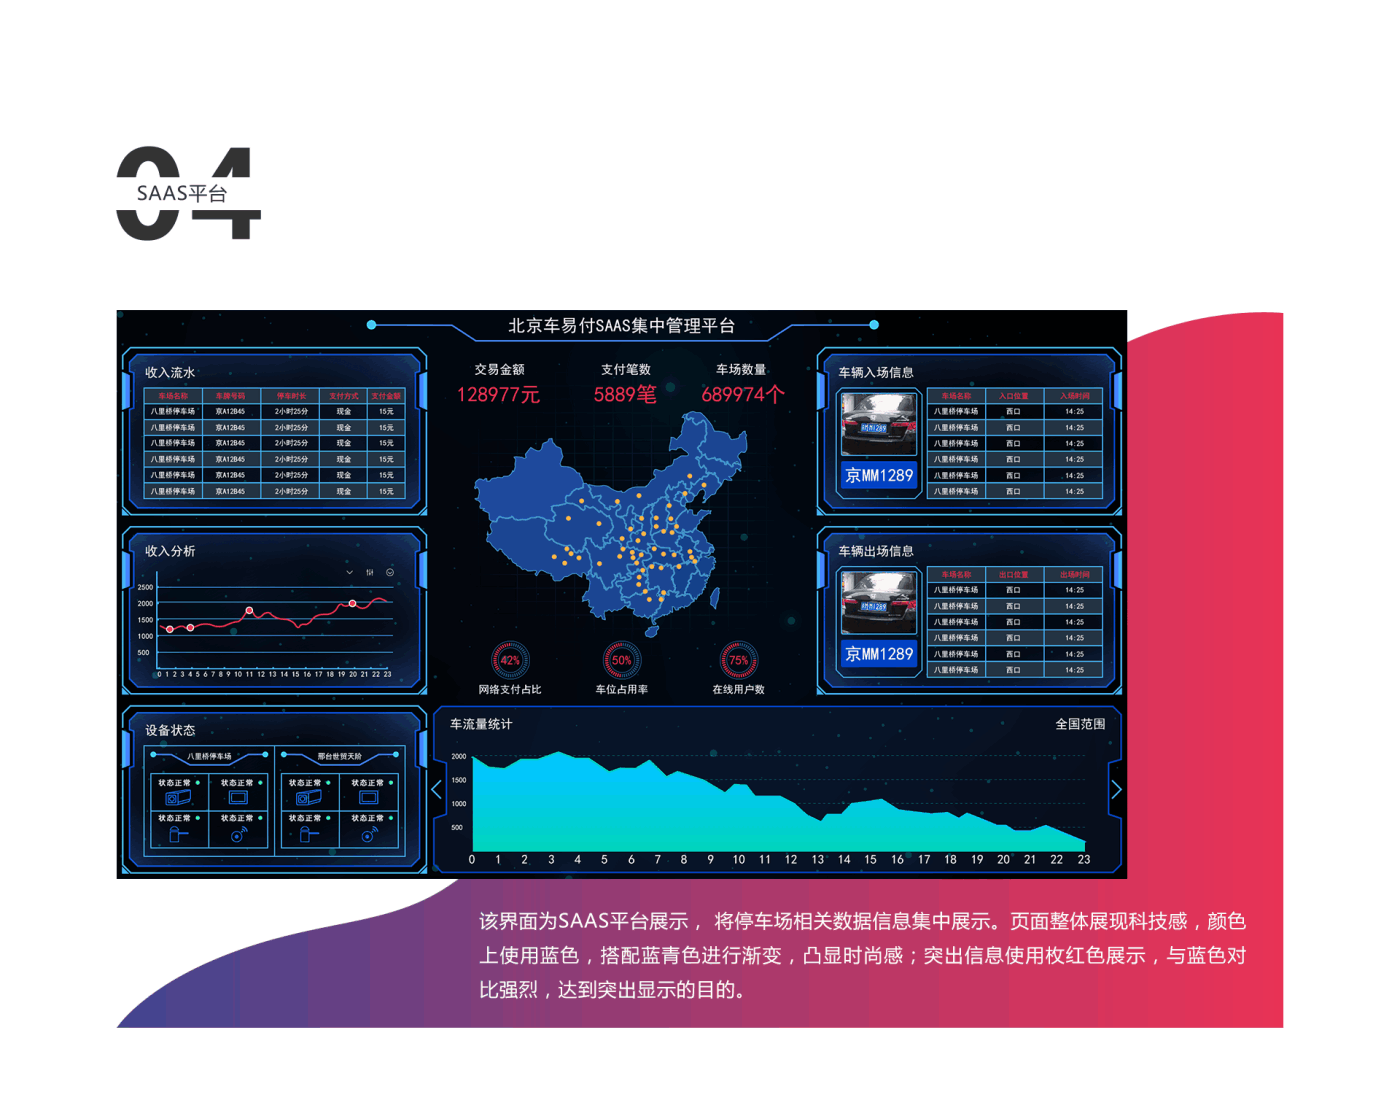 04
SAAS平台
北京车易付SAAS集中管理平台
收入流水
车场名称 车牌号码 停车时长 支付方式 支付金额
八里桥停车场 京A12B45 2小时25分 现金 15元
八里桥停车场 京A12B45 2小时25分 现金 15元
八里桥停车场 京A12B45 2小时25分 现金 15元
八里桥停车场 京A12B45 2小时25分 现金 15元
八里桥停车场 京A12B45 2小时25分 现金 15元
八里桥停车场 京A12B45 2小时25分 现金 15元
交易金额 支付笔数 车场数量
128977元 5889笔 689974个
车辆入场信息
京MM1289
车场名称 入口位置 入场时间
八里桥停车场 西口 14:25
八里桥停车场 西口 14:25
八里桥停车场 西口 14:25
八里桥停车场 西口 14:25
八里桥停车场 西口 14:25
八里桥停车场 西口 14:25
收入分析
2500
2000
1500
1000
500
0 1 2 3 4 5 6 7 8 9 10 11 12 13 14 15 16 17 18 19 20 21 22 23
42% 50% 75%
网络支付占比 车位占用率 在线用户数
车辆出场信息
京MM1289
车场名称 出口位置 出场时间
八里桥停车场 西口 14:25
八里桥停车场 西口 14:25
八里桥停车场 西口 14:25
八里桥停车场 西口 14:25
八里桥停车场 西口 14:25
八里桥停车场 西口 14:25
设备状态
八里桥停车场 邢台世贸天阶
状态正常 状态正常 状态正常 状态正常
状态正常 状态正常 状态正常 状态正常
车流量统计 全国范围
2000
1500
1000
500
0 1 2 3 4 5 6 7 8 9 10 11 12 13 14 15 16 17 18 19 20 21 22 23
该界面为SAAS平台展示， 将停车场相关数据信息集中展示。页面整体展现科技感，颜色
上使用蓝色，搭配蓝青色进行渐变，凸显时尚感；突出信息使用枚红色展示，与蓝色对
比强烈，达到突出显示的目的。